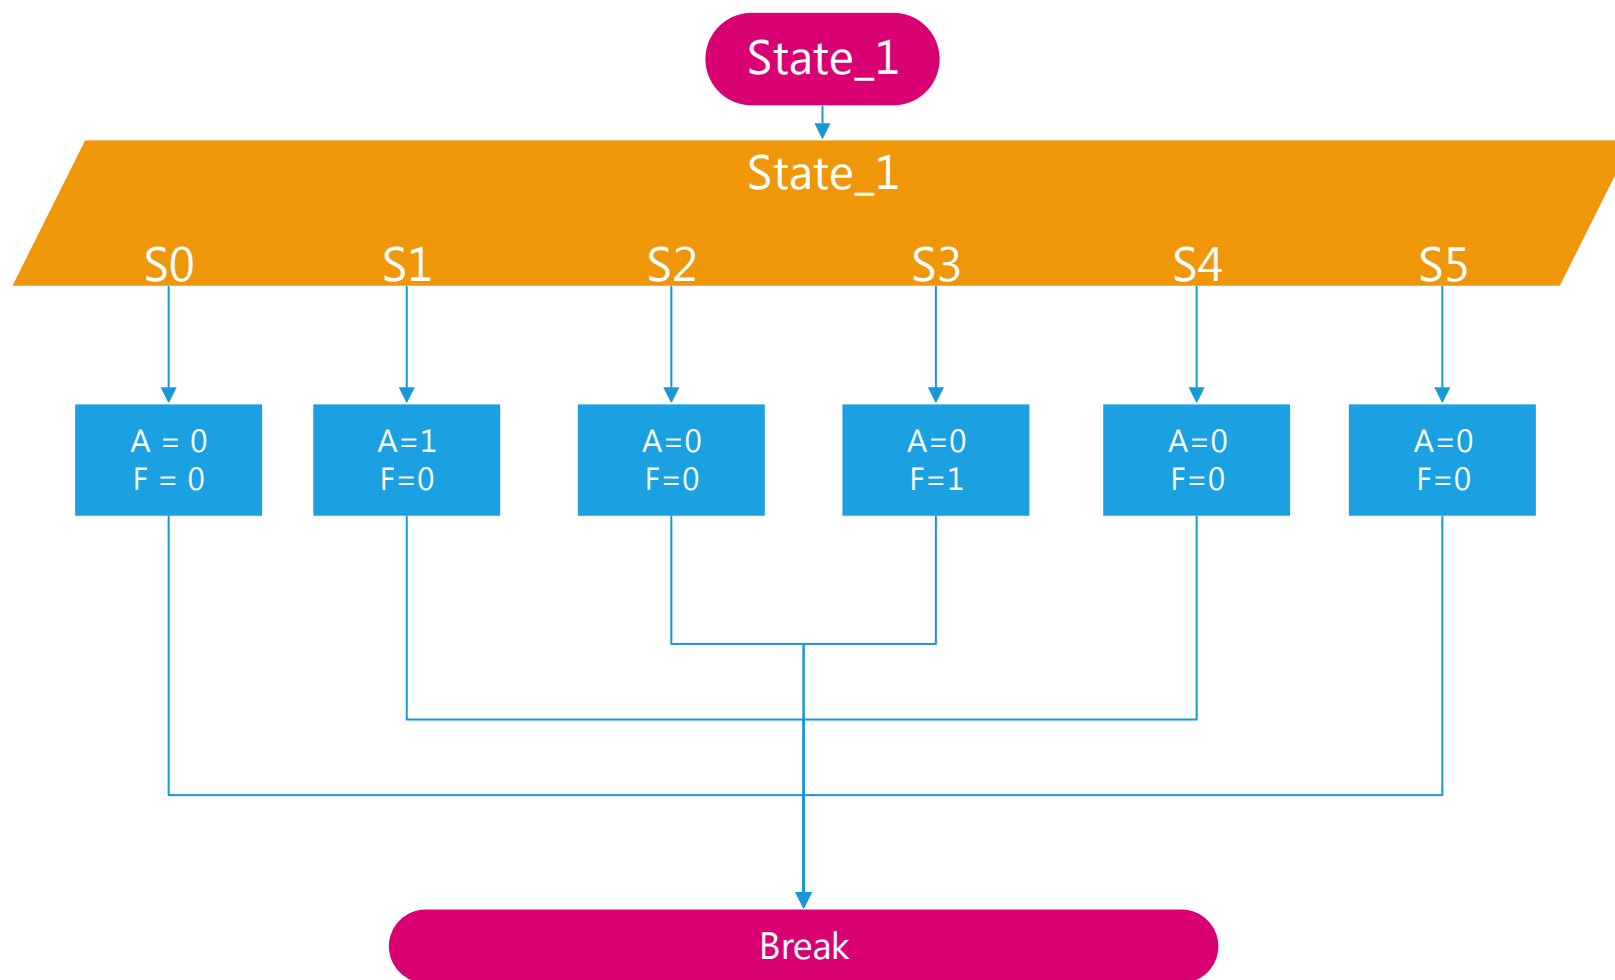 State_1
State_1
S0 S1 S2 S3 S4 S5
A = 0 A=1 A=0 A=0 A=0 A=0
F = 0 F=0 F=0 F=1 F=0 F=0
Break